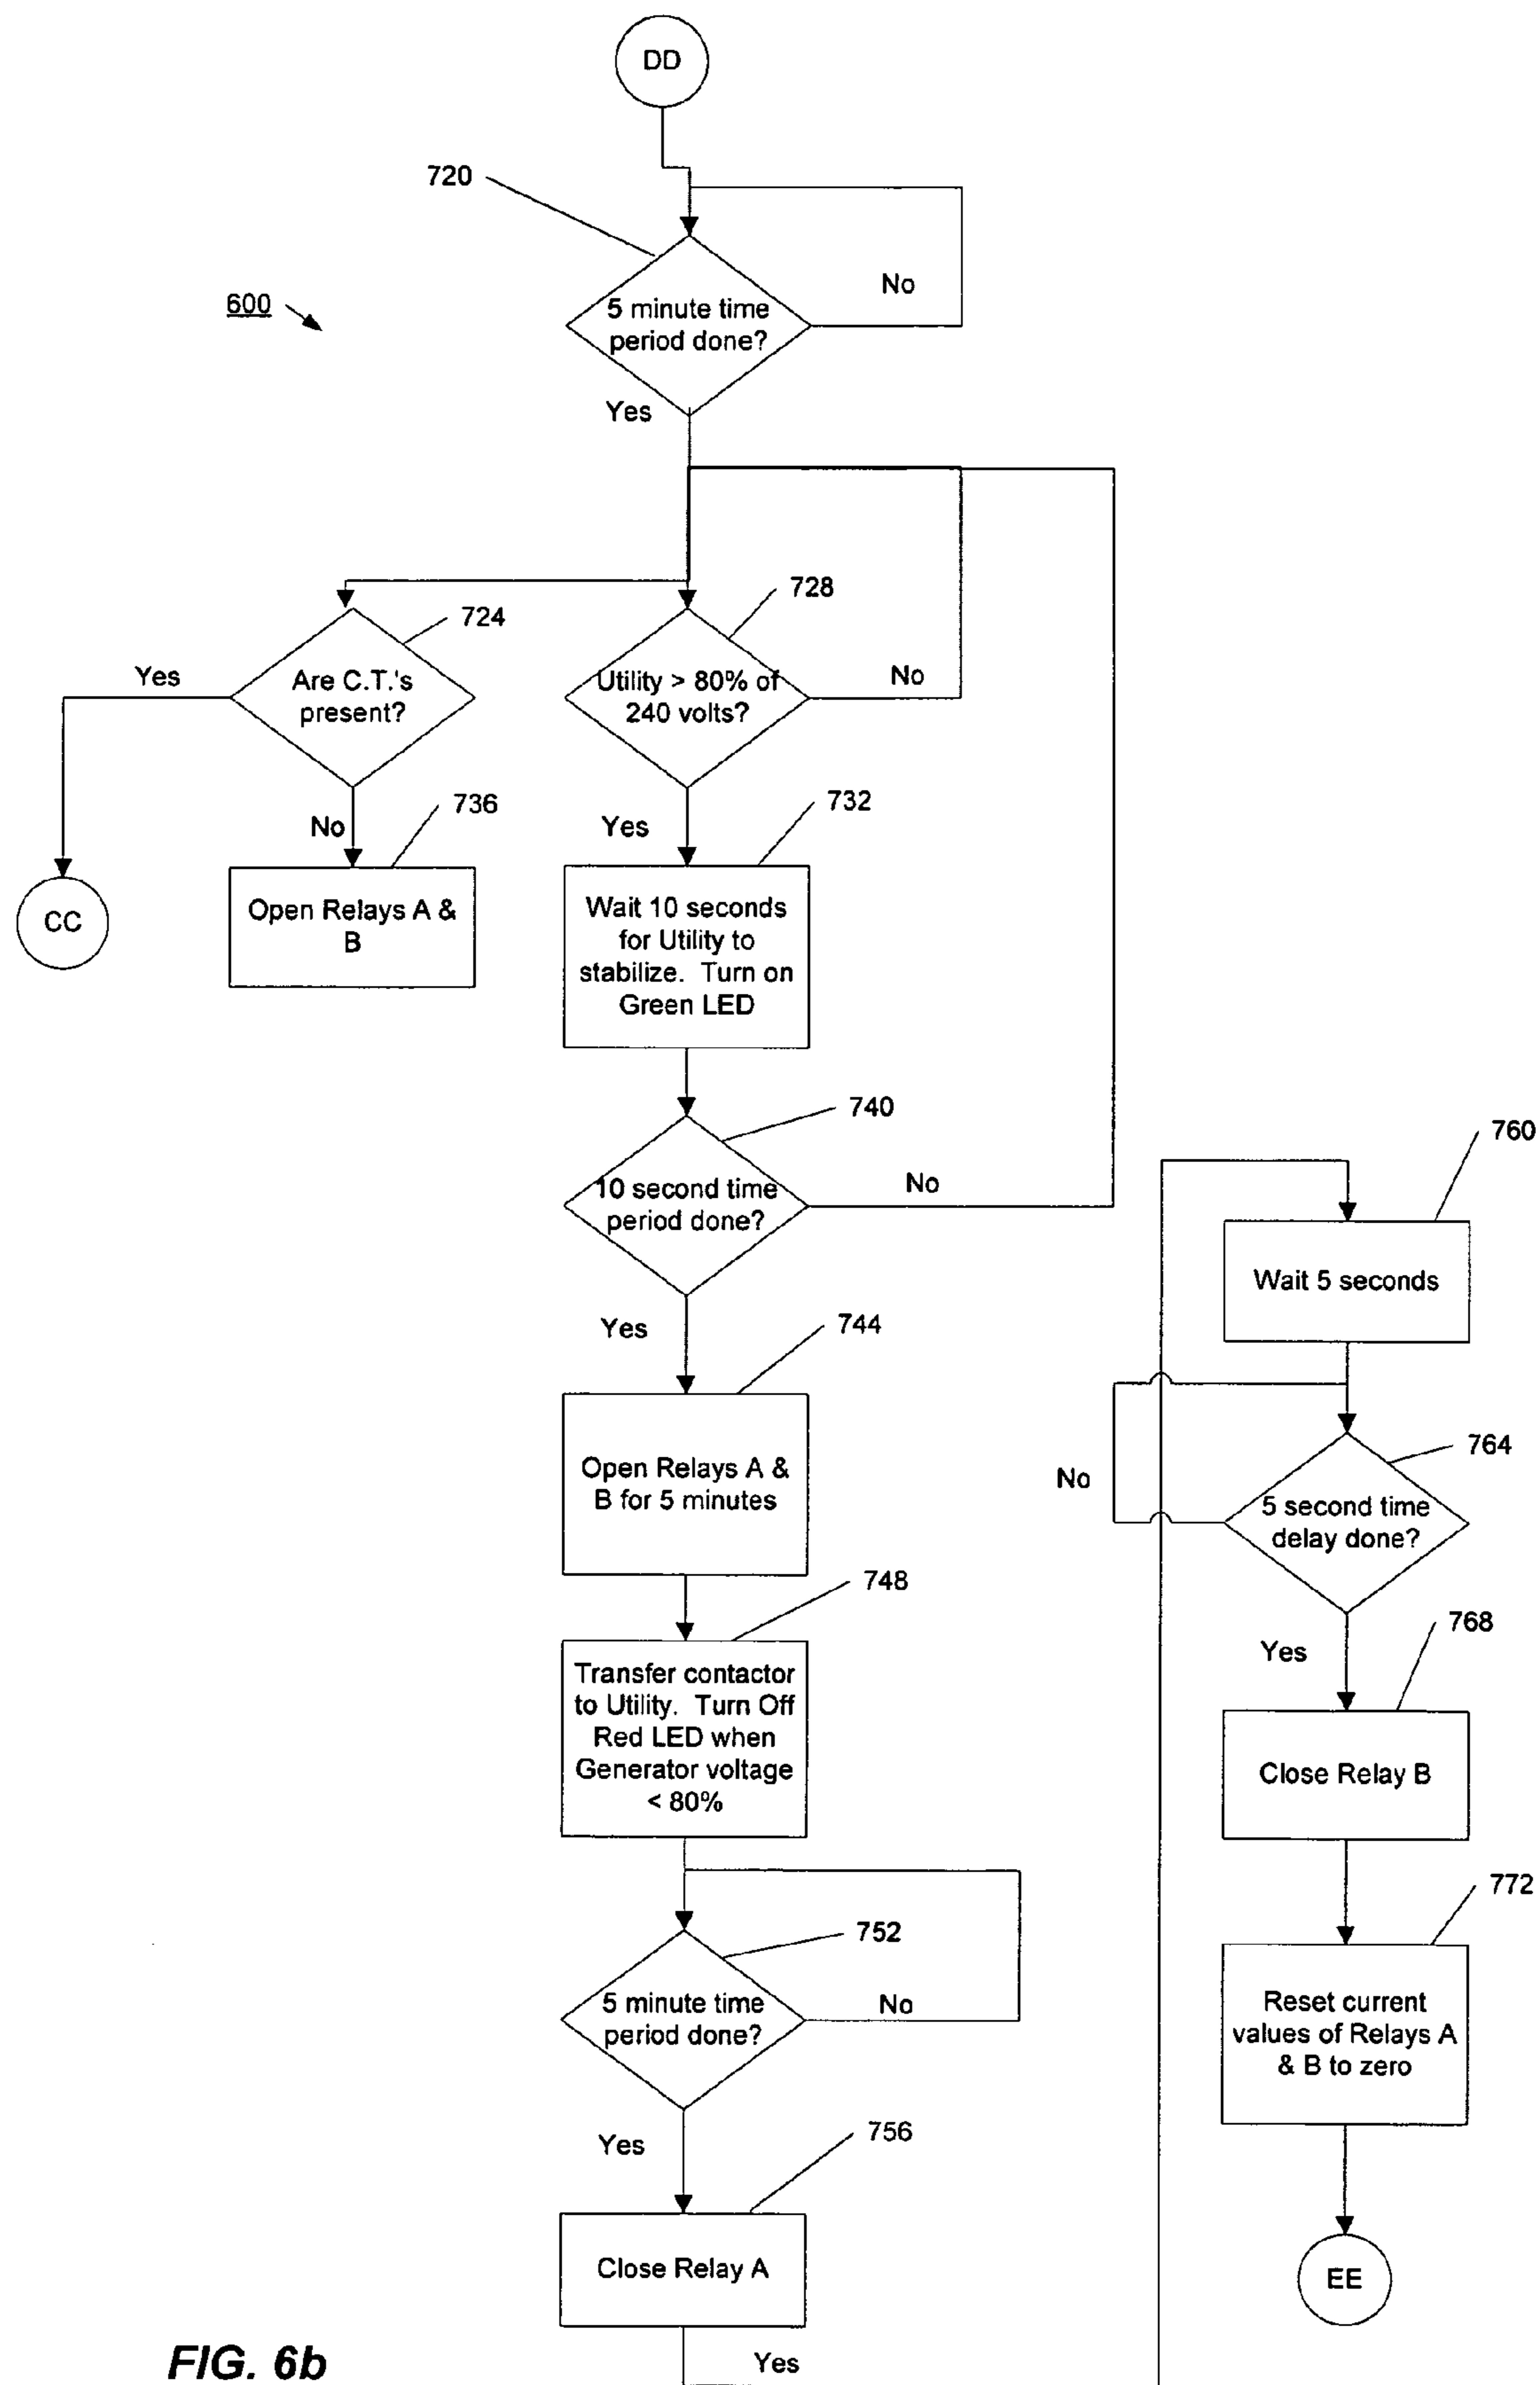 DD
720
600
No
5 minute time
period done?
Yes
728
724
Yes
Are C.T.'s
present?
Utility > 80% of
240 volts?
No
736
732
No
Yes
CC
Open Relays A &
B
Wait 10 seconds
for Utility to
stabilize. Turn on
Green LED
740
10 second time
period done?
No
Yes
744
Open Relays A &
B for 5 minutes
748
Transfer contactor
to Utility. Turn Off
Red LED when
Generator voltage
< 80%
752
5 minute time
period done?
No
Yes
756
Close Relay A
Yes
760
Wait 5 seconds
764
No
5 second time
delay done?
768
Yes
Close Relay B
772
Reset current
values of Relays A
& B to zero
EE
FIG. 6b